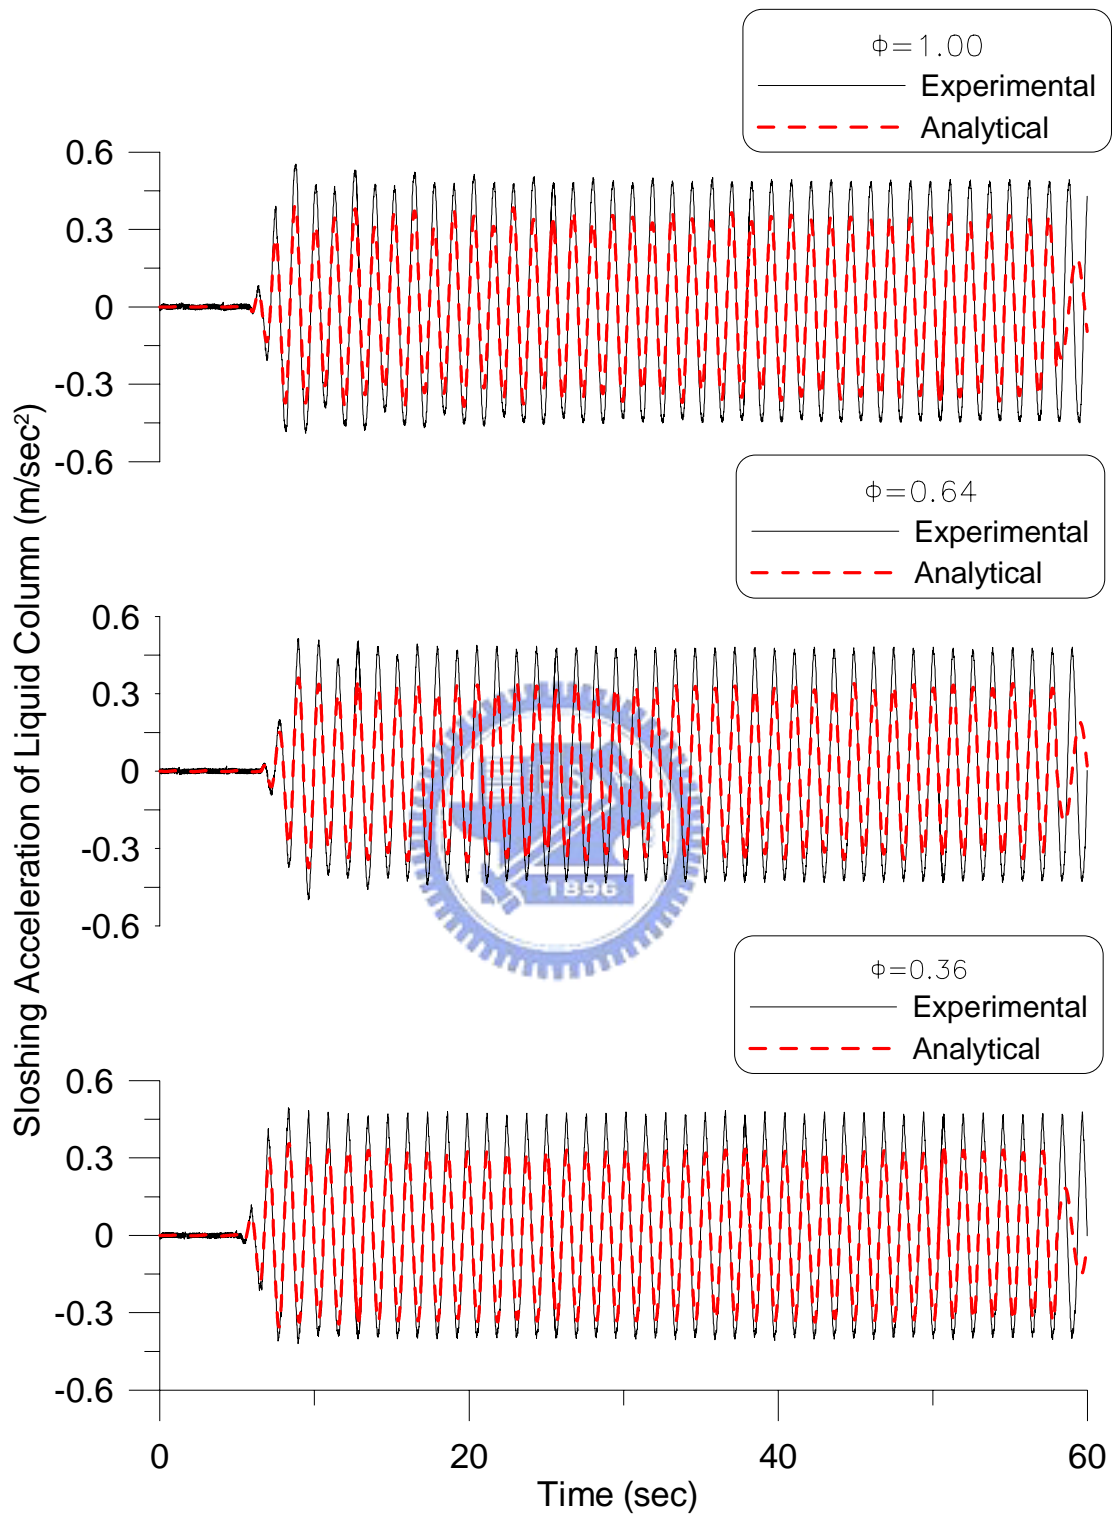 ϕ=1.00
Experimental
Analytical
0.6
0.3
0
-0.3
-0.6
ϕ=0.64
Experimental
Analytical
0.6
0.3
0
-0.3
-0.6
1896
ϕ=0.36
Experimental
Analytical
0.6
0.3
0
-0.3
-0.6
Sloshing Acceleration of Liquid Column (m/sec²)
0 20 40 60
Time (sec)